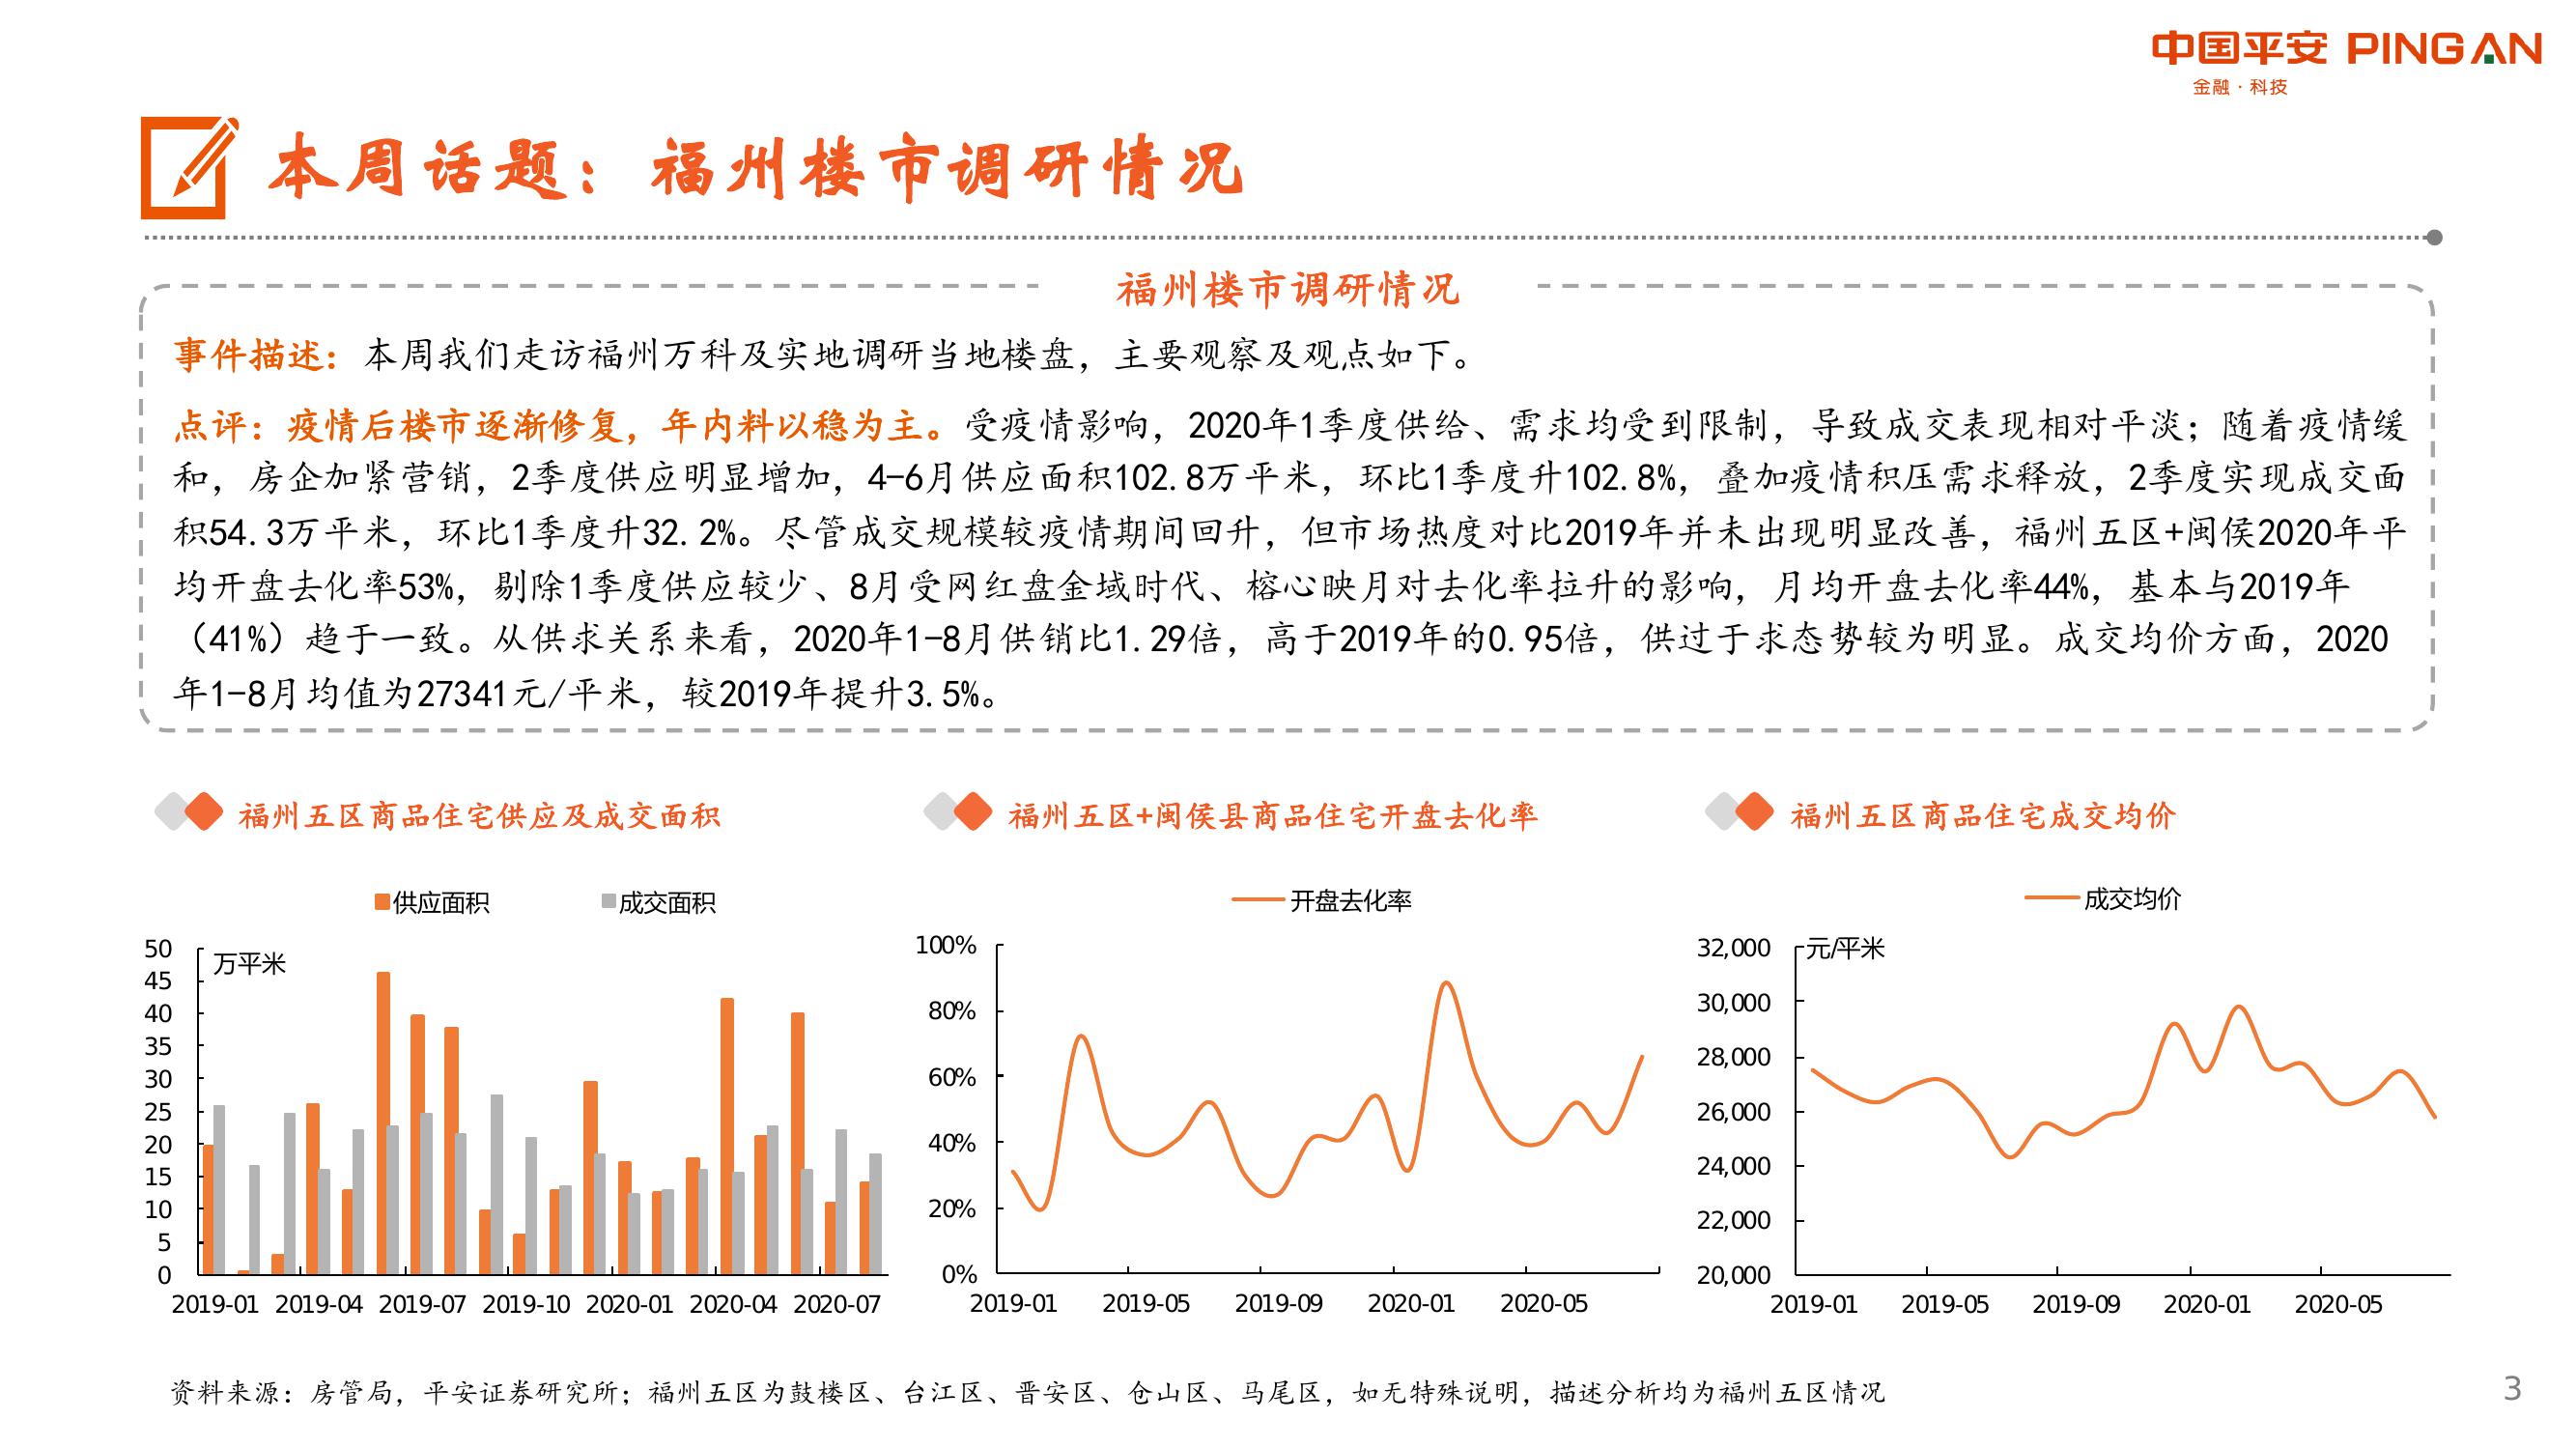 中国平安 PINGAN
金融·科技
本周话题：福州楼市调研情况
福州楼市调研情况
事件描述：本周我们走访福州万科及实地调研当地楼盘，主要观察及观点如下。
点评：疫情后楼市逐渐修复，年内料以稳为主。受疫情影响，2020年1季度供给、需求均受到限制，导致成交表现相对平淡；随着疫情缓
和，房企加紧营销，2季度供应明显增加，4-6月供应面积102.8万平米，环比1季度升102.8%，叠加疫情积压需求释放，2季度实现成交面
积54.3万平米，环比1季度升32.2%。尽管成交规模较疫情期间回升，但市场热度对比2019年并未出现明显改善，福州五区+闽侯2020年平
均开盘去化率53%，剔除1季度供应较少、8月受网红盘金域时代、榕心映月对去化率拉升的影响，月均开盘去化率44%，基本与2019年
（41%）趋于一致。从供求关系来看，2020年1-8月供销比1.29倍，高于2019年的0.95倍，供过于求态势较为明显。成交均价方面，2020
年1-8月均值为27341元/平米，较2019年提升3.5%。
福州五区商品住宅供应及成交面积
供应面积 成交面积
万平米
50
45
40
35
30
25
20
15
10
5
0
2019-01 2019-04 2019-07 2019-10 2020-01 2020-04 2020-07
福州五区+闽侯县商品住宅开盘去化率
开盘去化率
100%
80%
60%
40%
20%
0%
2019-01 2019-05 2019-09 2020-01 2020-05
福州五区商品住宅成交均价
成交均价
元/平米
32,000
30,000
28,000
26,000
24,000
22,000
20,000
2019-01 2019-05 2019-09 2020-01 2020-05
资料来源：房管局，平安证券研究所；福州五区为鼓楼区、台江区、晋安区、仓山区、马尾区，如无特殊说明，描述分析均为福州五区情况
3